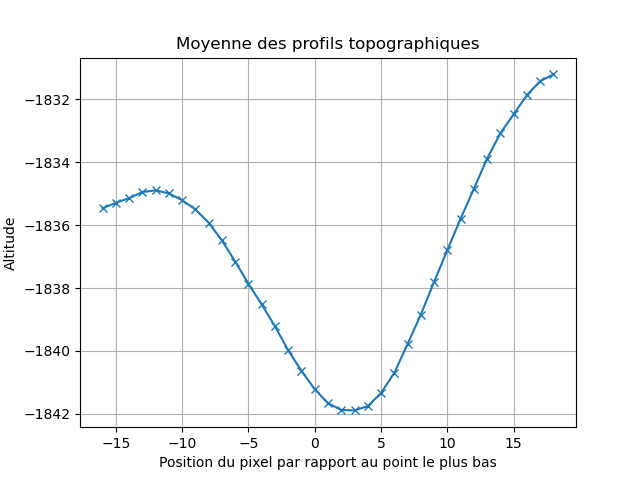 Moyenne des profils topographiques
−1832
−1834
−1836
−1838
−1840
−1842
Altitude
−15 −10 −5 0 5 10 15
Position du pixel par rapport au point le plus bas